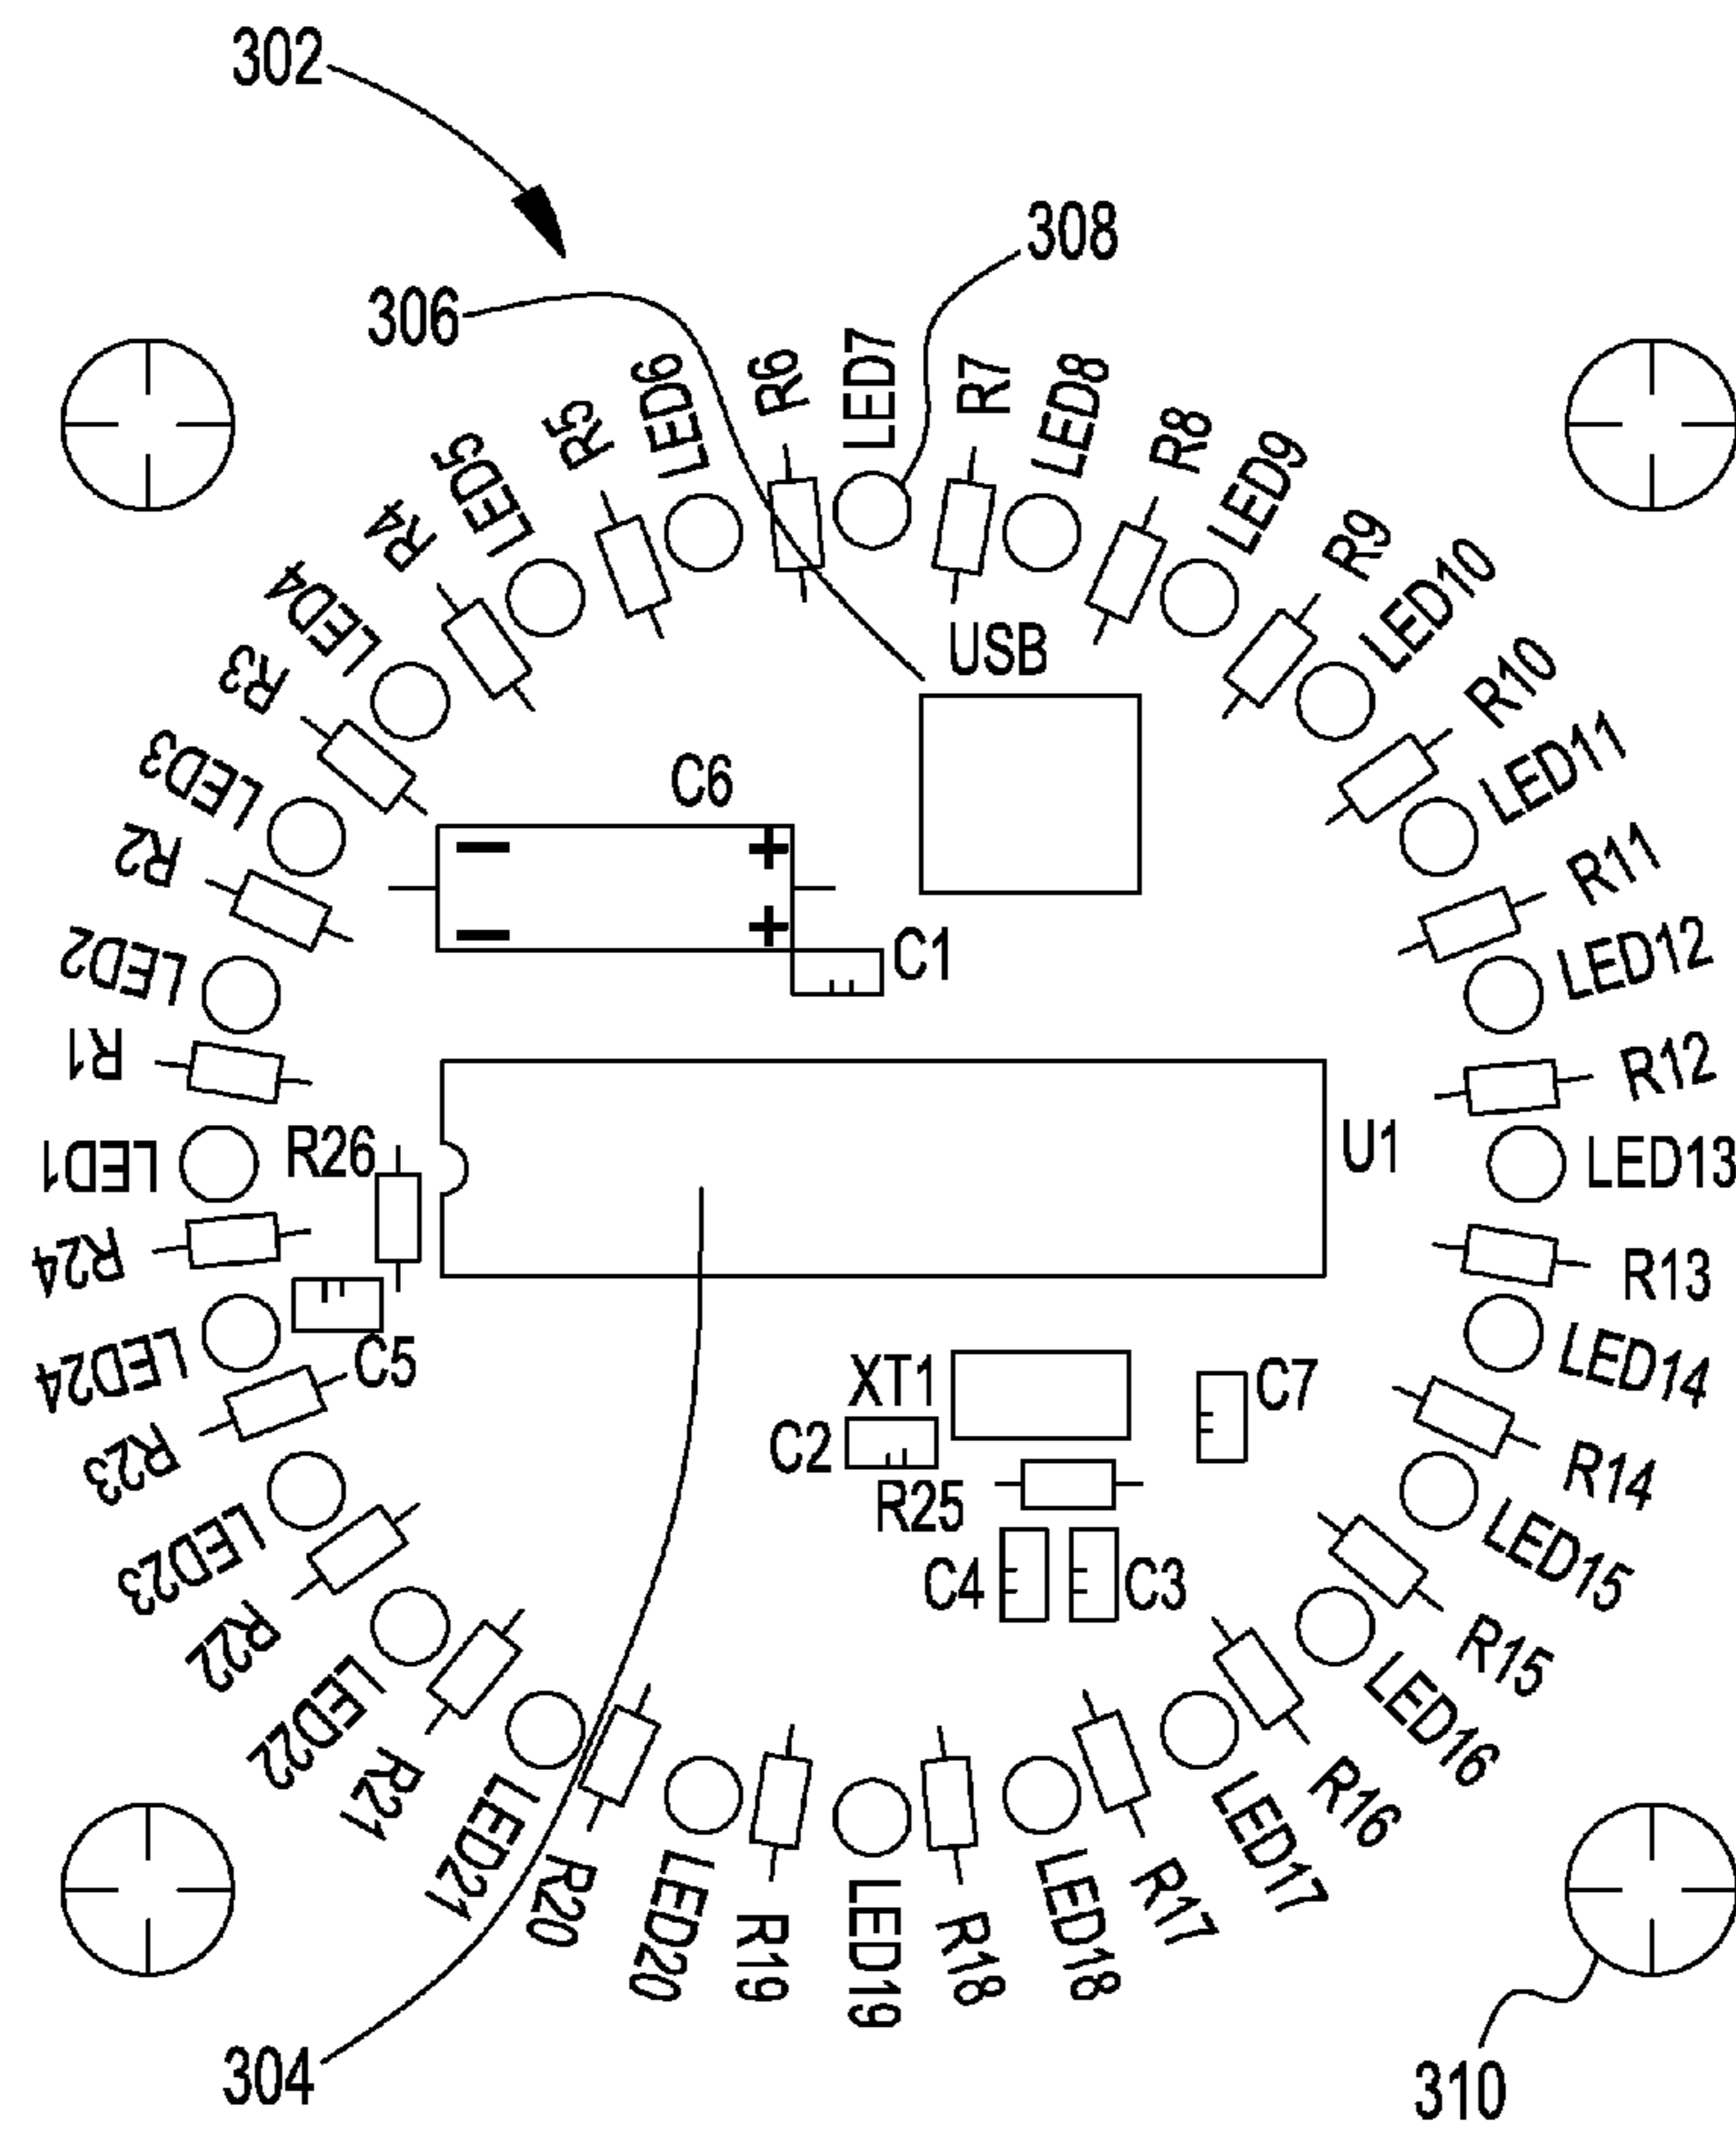 302
308
306
LED7
R6
R7
LED6
LED8
R5
R8
LED5
LED9
R4
R9
LED4
LED10
USB
R3
R10
LED3
LED11
C6
R2
R11
LED2
LED12
C1
R1
R12
LED1
R26
U1
LED13
R24
R13
C5
LED24
LED14
XT1
C7
C2
R23
R14
R25
LED23
LED15
C4
C3
R22
R15
LED22
LED16
R21
R16
LED21
LED17
R20
R17
LED20
LED18
R19
R18
LED19
304
310